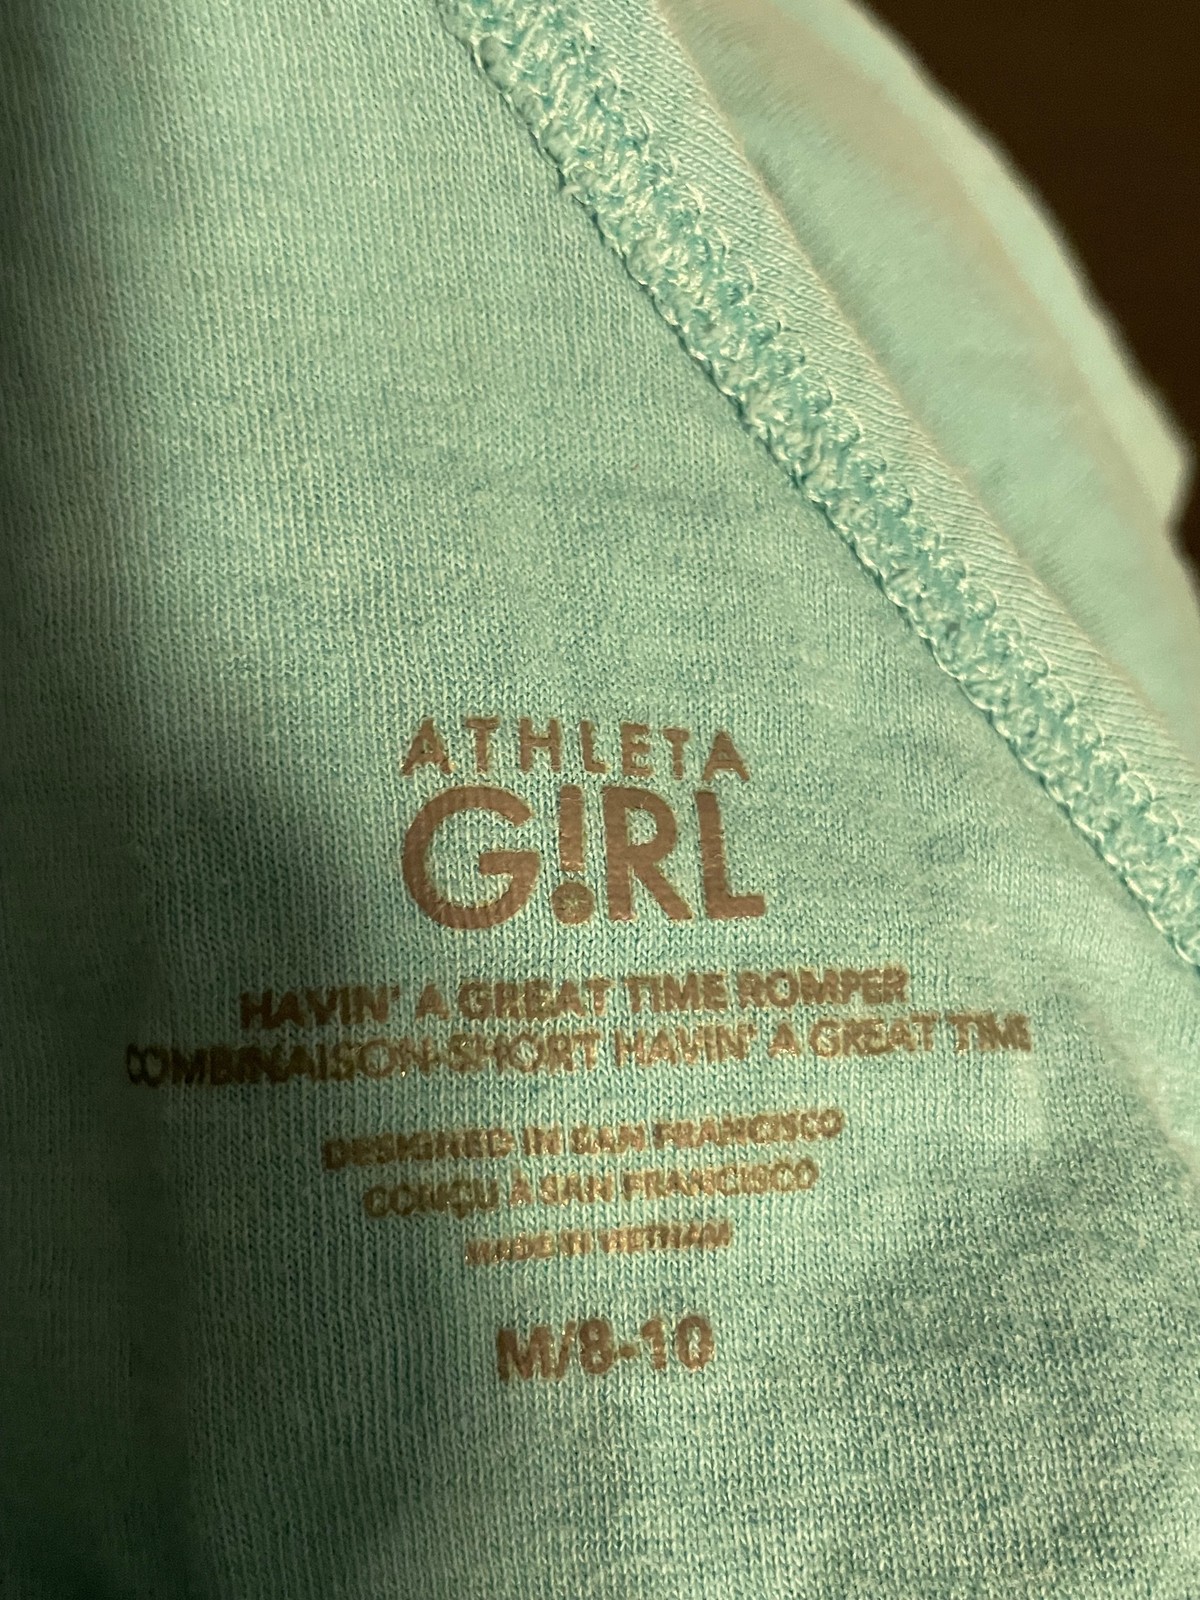 ATHLETA
G!RL
HAVIN' A GREAT TIME ROMPER
COMBINAISON-SHORT HAVIN' A GREAT TIME
DESIGNED IN SAN FRANCISCO
CONÇU À SAN FRANCISCO
MADE IN VIETNAM
M/8-10